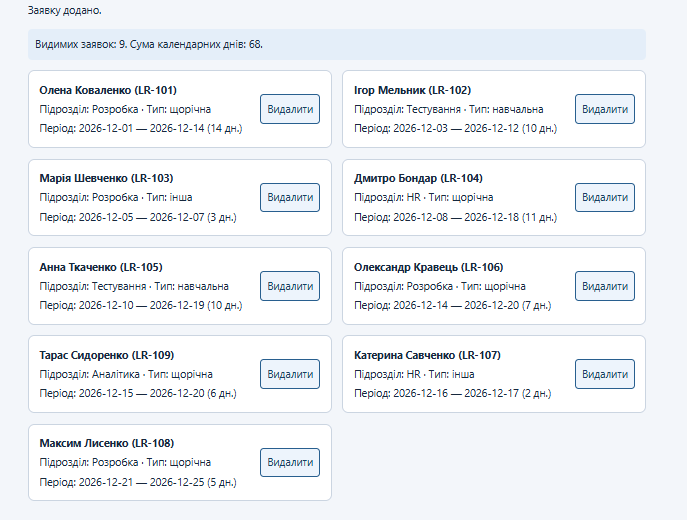 Заявку додано.
Видимих заявок: 9. Сума календарних днів: 68.
Олена Коваленко (LR-101)
Підрозділ: Розробка · Тип: щорічна
Період: 2026-12-01 — 2026-12-14 (14 дн.)
Видалити
Ігор Мельник (LR-102)
Підрозділ: Тестування · Тип: навчальна
Період: 2026-12-03 — 2026-12-12 (10 дн.)
Видалити
Марія Шевченко (LR-103)
Підрозділ: Розробка · Тип: інша
Період: 2026-12-05 — 2026-12-07 (3 дн.)
Видалити
Дмитро Бондар (LR-104)
Підрозділ: HR · Тип: щорічна
Період: 2026-12-08 — 2026-12-18 (11 дн.)
Видалити
Анна Ткаченко (LR-105)
Підрозділ: Тестування · Тип: навчальна
Період: 2026-12-10 — 2026-12-19 (10 дн.)
Видалити
Олександр Кравець (LR-106)
Підрозділ: Розробка · Тип: щорічна
Період: 2026-12-14 — 2026-12-20 (7 дн.)
Видалити
Тарас Сидоренко (LR-109)
Підрозділ: Аналітика · Тип: щорічна
Період: 2026-12-15 — 2026-12-20 (6 дн.)
Видалити
Катерина Савченко (LR-107)
Підрозділ: HR · Тип: інша
Період: 2026-12-16 — 2026-12-17 (2 дн.)
Видалити
Максим Лисенко (LR-108)
Підрозділ: Розробка · Тип: щорічна
Період: 2026-12-21 — 2026-12-25 (5 дн.)
Видалити